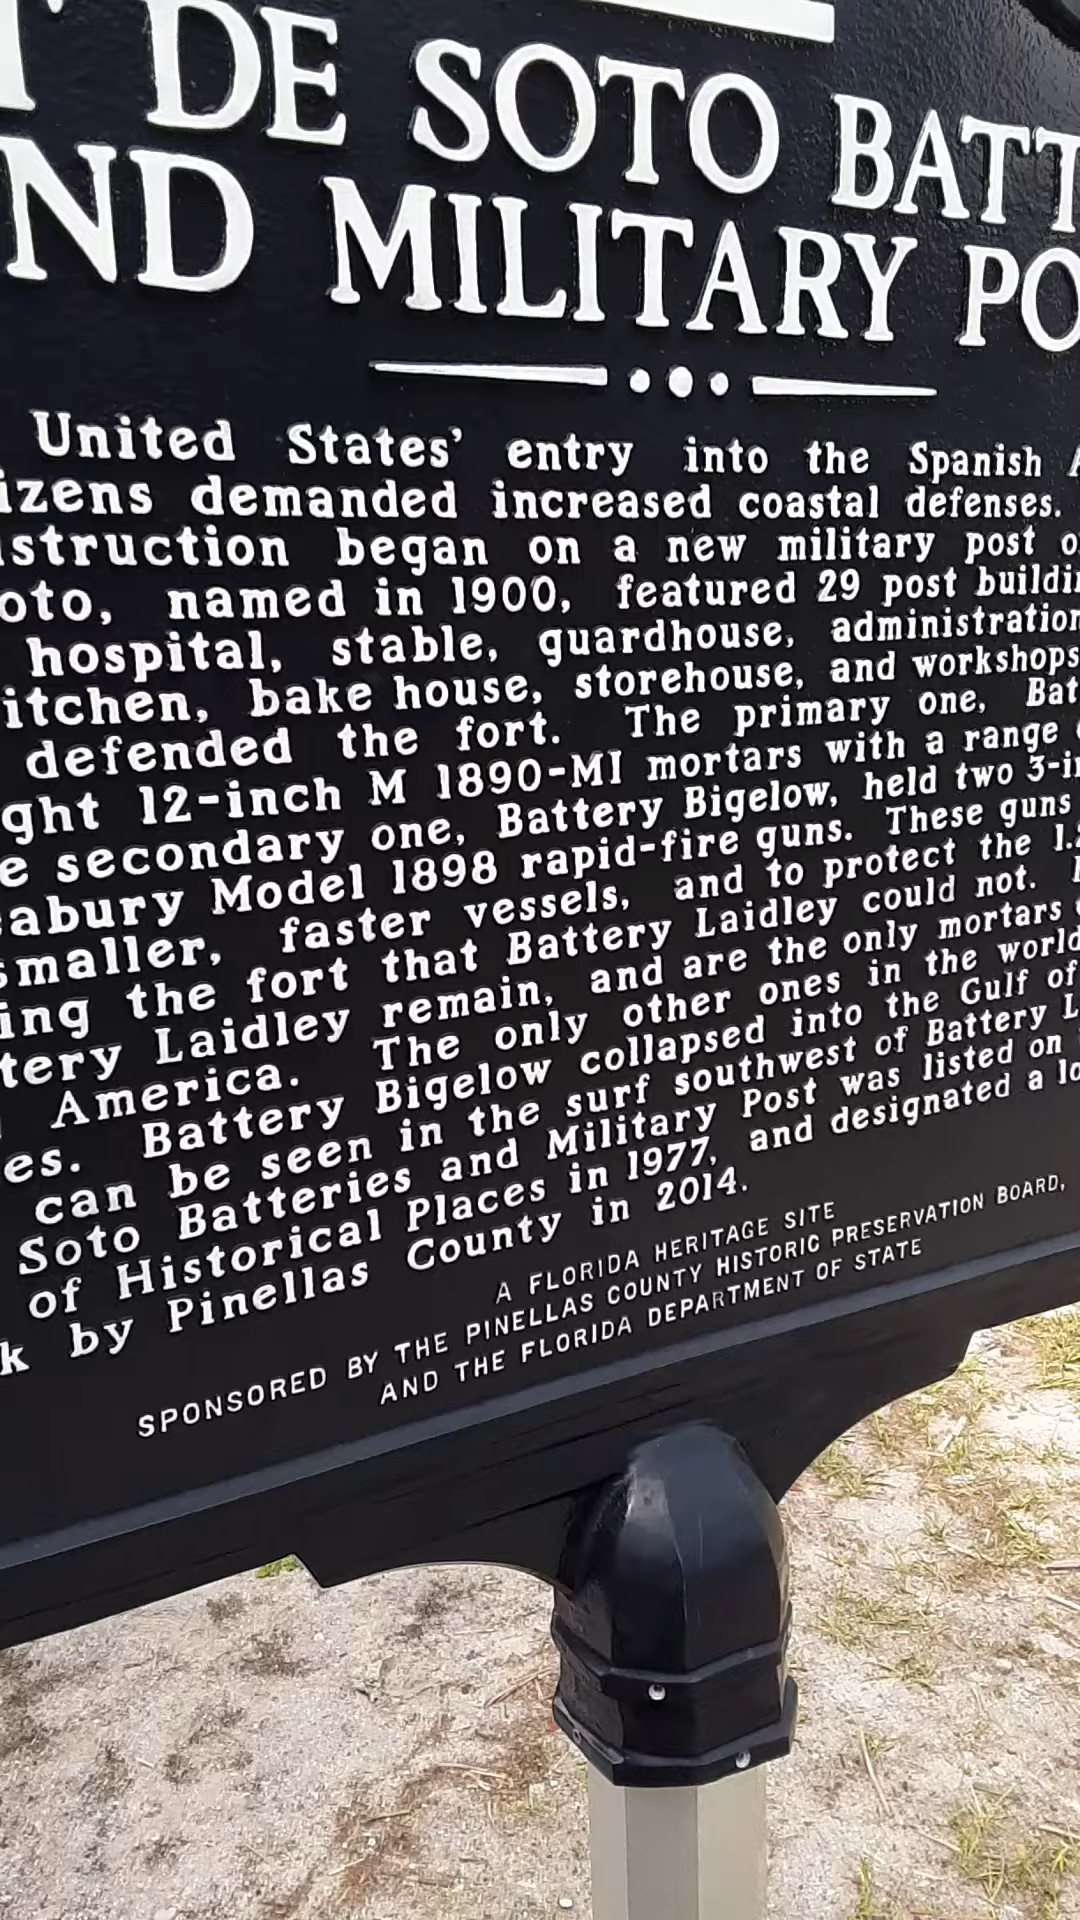 DE SOTO BATT
ND MILITARY PO
United States' entry into the Spanish A
izens demanded increased coastal defenses.
struction began on a new military post o
oto, named in 1900, featured 29 post buildin
hospital, stable, guardhouse, administration
itchen, bake house, storehouse, and workshops
defended the fort. The primary one, Bat
ght 12-inch M 1890-MI mortars with a range
e secondary one, Battery Bigelow, held two 3-in
abury Model 1898 rapid-fire guns. These guns
smaller, faster vessels, and to protect the 1.
ing the fort that Battery Laidley could not.
tery Laidley remain, and are the only mortars
America. The only other ones in the world
es. Battery Bigelow collapsed into the Gulf of
can be seen in the surf southwest of Battery L
Soto Batteries and Military Post was listed on
of Historical Places in 1977, and designated a lo
k by Pinellas County in 2014.
A FLORIDA HERITAGE SITE
SPONSORED BY THE PINELLAS COUNTY HISTORIC PRESERVATION BOARD,
AND THE FLORIDA DEPARTMENT OF STATE